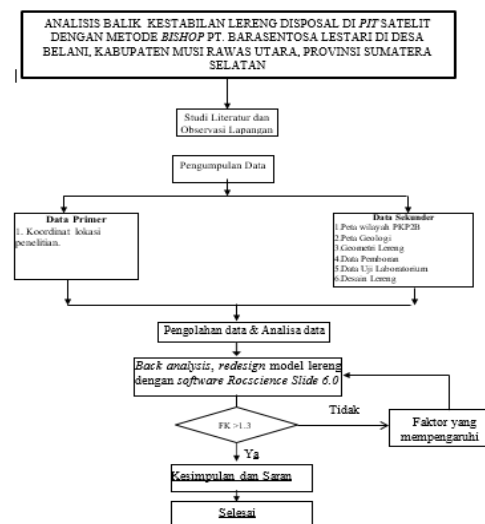 ANALISIS BALIK KESTABILAN LERENG DISPOSAL DI PIT SATELIT
DENGAN METODE BISHOP PT. BARASENTOSA LESTARI DI DESA
BELANI, KABUPATEN MUSI RAWAS UTARA, PROVINSI SUMATERA
SELATAN
Studi Literatur dan
Observasi Lapangan
Pengumpulan Data
Data Primer
1. Koordinat lokasi
penelitian.
Data Sekunder
1.Peta wilayah PKP2B
2.Peta Geologi
3.Geometri Lereng
4.Data Pemboran
5.Data Uji Laboratorium
6.Desain Lereng
Pengolahan data & Analisa data
Back analysis, redesign model lereng
dengan software Rocscience Slide 6.0
FK >1.3
Tidak
Faktor yang
mempengaruhi
Ya
Kesimpulan dan Saran
Selesai